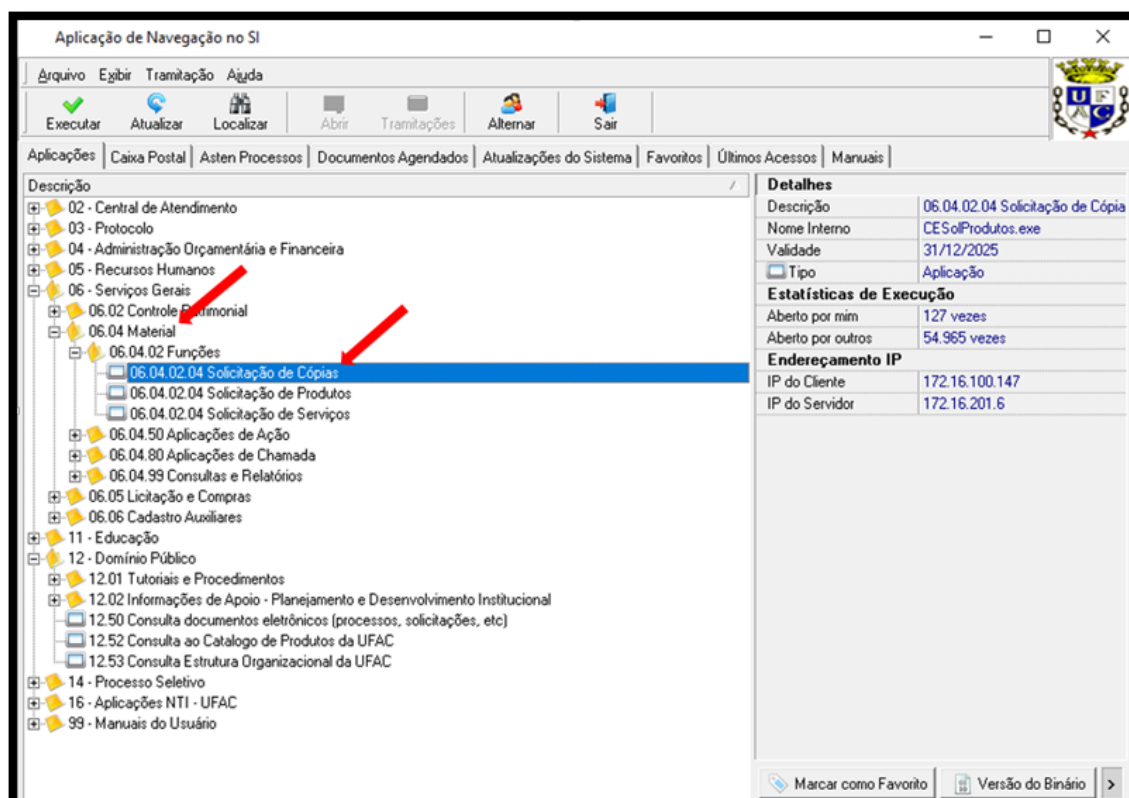 Aplicação de Navegação no SI
Arquivo Exibir Tramitação Ajuda
Executar Atualizar Localizar Abrir Tramitações Alternar Sair
UFAC
Aplicações Caixa Postal Asten Processos Documentos Agendados Atualizações do Sistema Favoritos Últimos Acessos Manuais
Descrição
02 - Central de Atendimento
03 - Protocolo
04 - Administração Orçamentária e Financeira
05 - Recursos Humanos
06 - Serviços Gerais
06.02 Controle
06.04 Material
06.04.02 Funções
06.04.02.04 Solicitação de Cópias
06.04.02.04 Solicitação de Produtos
06.04.02.04 Solicitação de Serviços
06.04.50 Aplicações de Ação
06.04.80 Aplicações de Chamada
06.04.99 Consultas e Relatórios
06.05 Licitação e Compras
06.06 Cadastro Auxiliares
11 - Educação
12 - Domínio Público
12.01 Tutoriais e Procedimentos
12.02 Informações de Apoio - Planejamento e Desenvolvimento Institucional
12.50 Consulta documentos eletrônicos (processos, solicitações, etc)
12.52 Consulta ao Catalogo de Produtos da UFAC
12.53 Consulta Estrutura Organizacional da UFAC
14 - Processo Seletivo
16 - Aplicações NTI - UFAC
99 - Manuais do Usuário
Detalhes
Descrição 06.04.02.04 Solicitação de Cópia
Nome Interno CESolProdutos.exe
Validade 31/12/2025
Tipo Aplicação
Estatísticas de Execução
Aberto por mim 127 vezes
Aberto por outros 54.965 vezes
Endereçamento IP
IP do Cliente 172.16.100.147
IP do Servidor 172.16.201.6
Marcar como Favorito Versão do Binário >